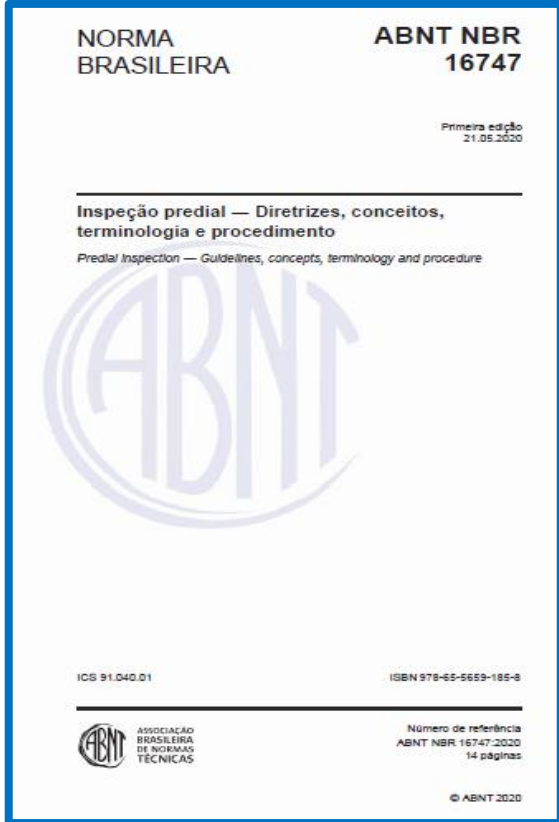 NORMA
BRASILEIRA
ABNT NBR
16747
Primeira edição
21.05.2020
Inspeção predial — Diretrizes, conceitos,
terminologia e procedimento
Predial Inspection — Guidelines, concepts, terminology and procedure
ABNT
ICS 91.040.01
ISBN 978-65-5659-185-8
ABNT
ASSOCIAÇÃO
BRASILEIRA
DE NORMAS
TÉCNICAS
Número de referência
ABNT NBR 16747:2020
14 páginas
© ABNT 2020